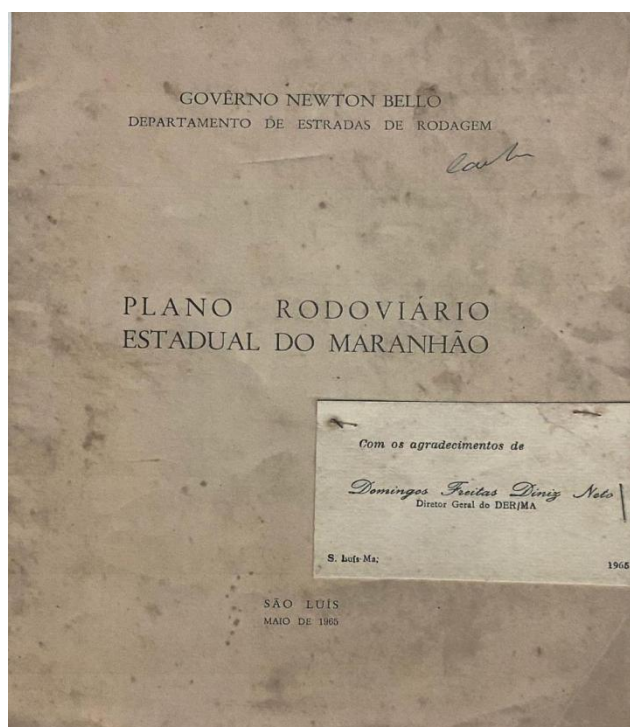 GOVÊRNO NEWTON BELLO
DEPARTAMENTO DE ESTRADAS DE RODAGEM
PLANO RODOVIÁRIO
ESTADUAL DO MARANHÃO
Com os agradecimentos de
Domingos Freitas Diniz Neto
Diretor Geral do DER/MA
S. Luís-Ma;
1965
SÃO LUÍS
MAIO DE 1965